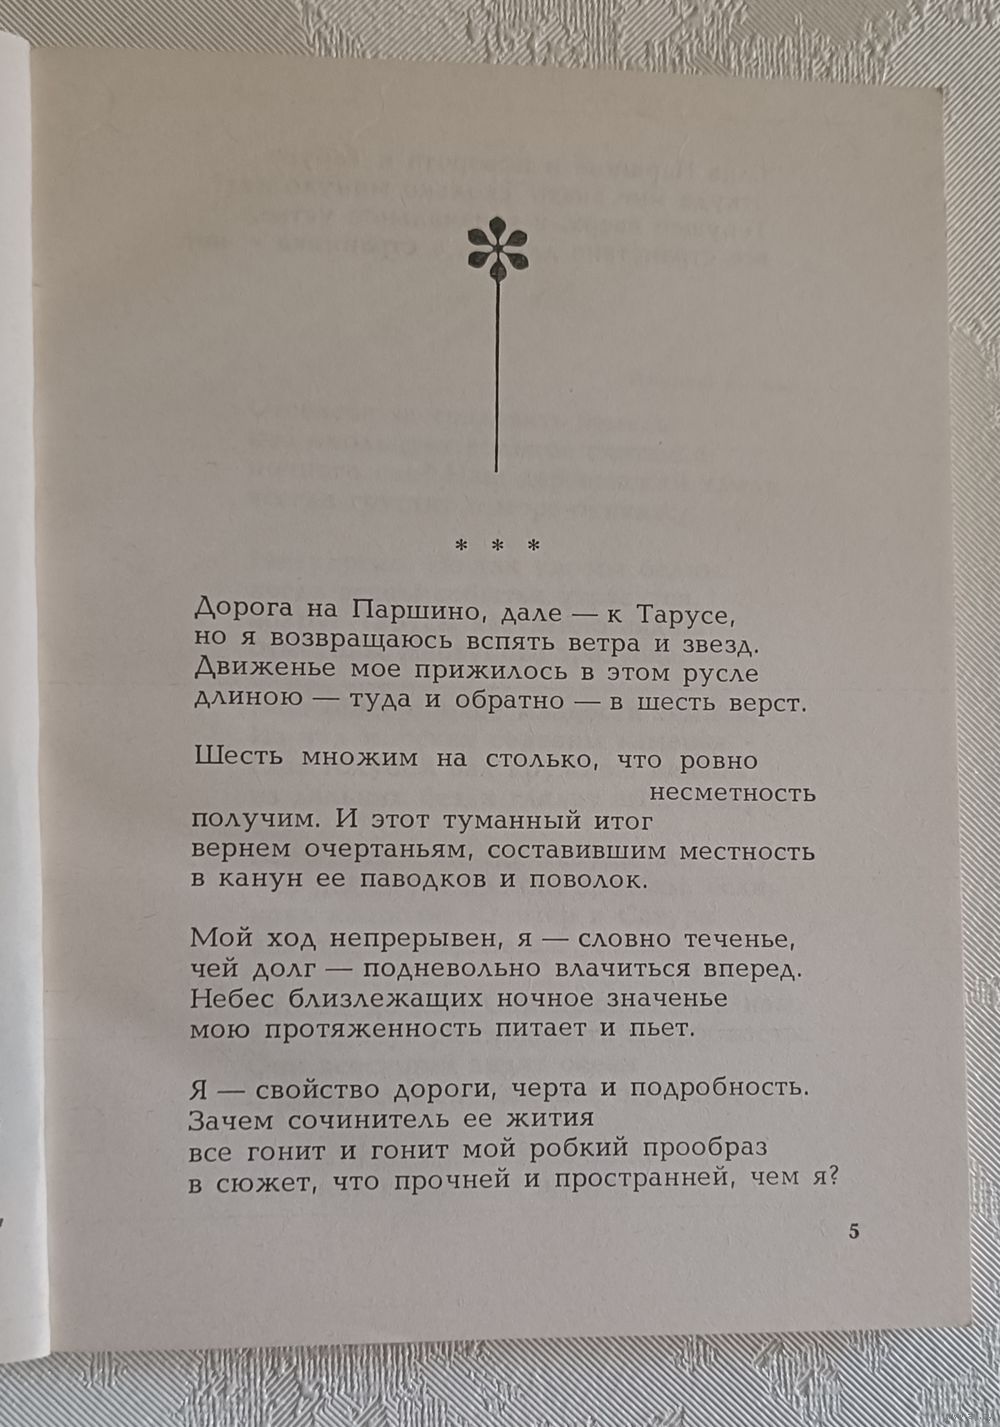 * * *
Дорога на Паршино, дале — к Тарусе,
но я возвращаюсь вспять ветра и звезд.
Движенье мое прижилось в этом русле
длиною — туда и обратно — в шесть верст.
Шесть множим на столько, что ровно
несметность
получим. И этот туманный итог
вернем очертаньям, составившим местность
в канун ее паводков и поволок.
Мой ход непрерывен, я — словно теченье,
чей долг — подневольно влачиться вперед.
Небес близлежащих ночное значенье
мою протяженность питает и пьет.
Я — свойство дороги, черта и подробность.
Зачем сочинитель ее жития
все гонит и гонит мой робкий прообраз
в сюжет, что прочней и пространней, чем я?
5